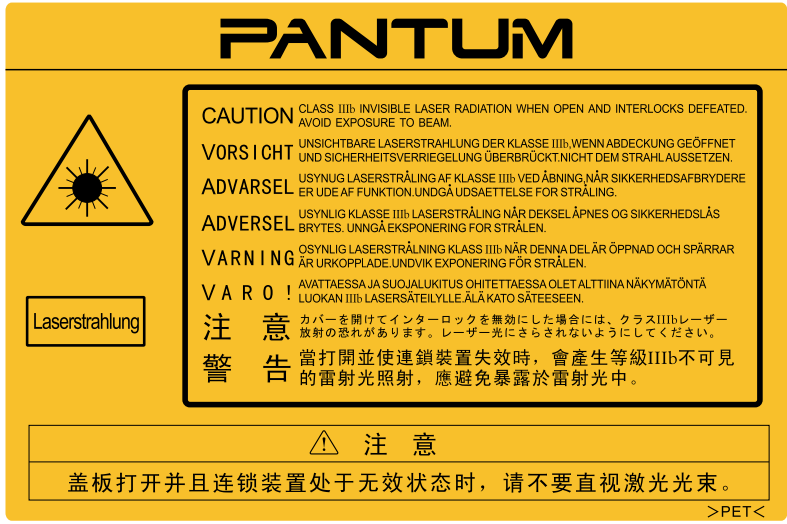 PANTUM
CAUTION CLASS IIIb INVISIBLE LASER RADIATION WHEN OPEN AND INTERLOCKS DEFEATED.
AVOID EXPOSURE TO BEAM.
VORSICHT UNSICHTBARE LASERSTRAHLUNG DER KLASSE IIIb,WENN ABDECKUNG GEÖFFNET
UND SICHERHEITSVERRIEGELUNG ÜBERBRÜCKT.NICHT DEM STRAHL AUSSETZEN.
ADVARSEL USYNUG LASERSTRÅLING AF KLASSE IIIb VED ÅBNING,NÅR SIKKERHEDSAFBRYDERE
ER UDE AF FUNKTION.UNDGÅ UDSAETTELSE FOR STRÅLING.
ADVERSEL USYNLIG KLASSE IIIb LASERSTRÅLING NÅR DEKSEL ÅPNES OG SIKKERHEDSLÅS
BRYTES. UNNGÅ EKSPONERING FOR STRÅLEN.
VARNING OSYNLIG LASERSTRÅLNING KLASS IIIb NÄR DENNA DEL ÄR ÖPPNAD OCH SPÄRRAR
ÄR URKOPPLADE.UNDVIK EXPONERING FÖR STRÅLEN.
VARO! AVATTAESSA JA SUOJALUKITUS OHITETTAESSA OLET ALTTIINA NÄKYMÄTÖNTÄ
LUOKAN IIIb LASERSÄTEILYLLE.ÄLÄ KATO SÄTEESEEN.
注 意 カバーを開けてインターロックを無効にした場合には、クラスIIIbレーザー
放射の恐れがあります。レーザー光にさらされないようにしてください。
警 告 當打開並使連鎖裝置失效時，會產生等級IIIb不可見
的雷射光照射，應避免暴露於雷射光中。
Laserstrahlung
注 意
盖板打开并且连锁装置处于无效状态时，请不要直视激光光束。
>PET<